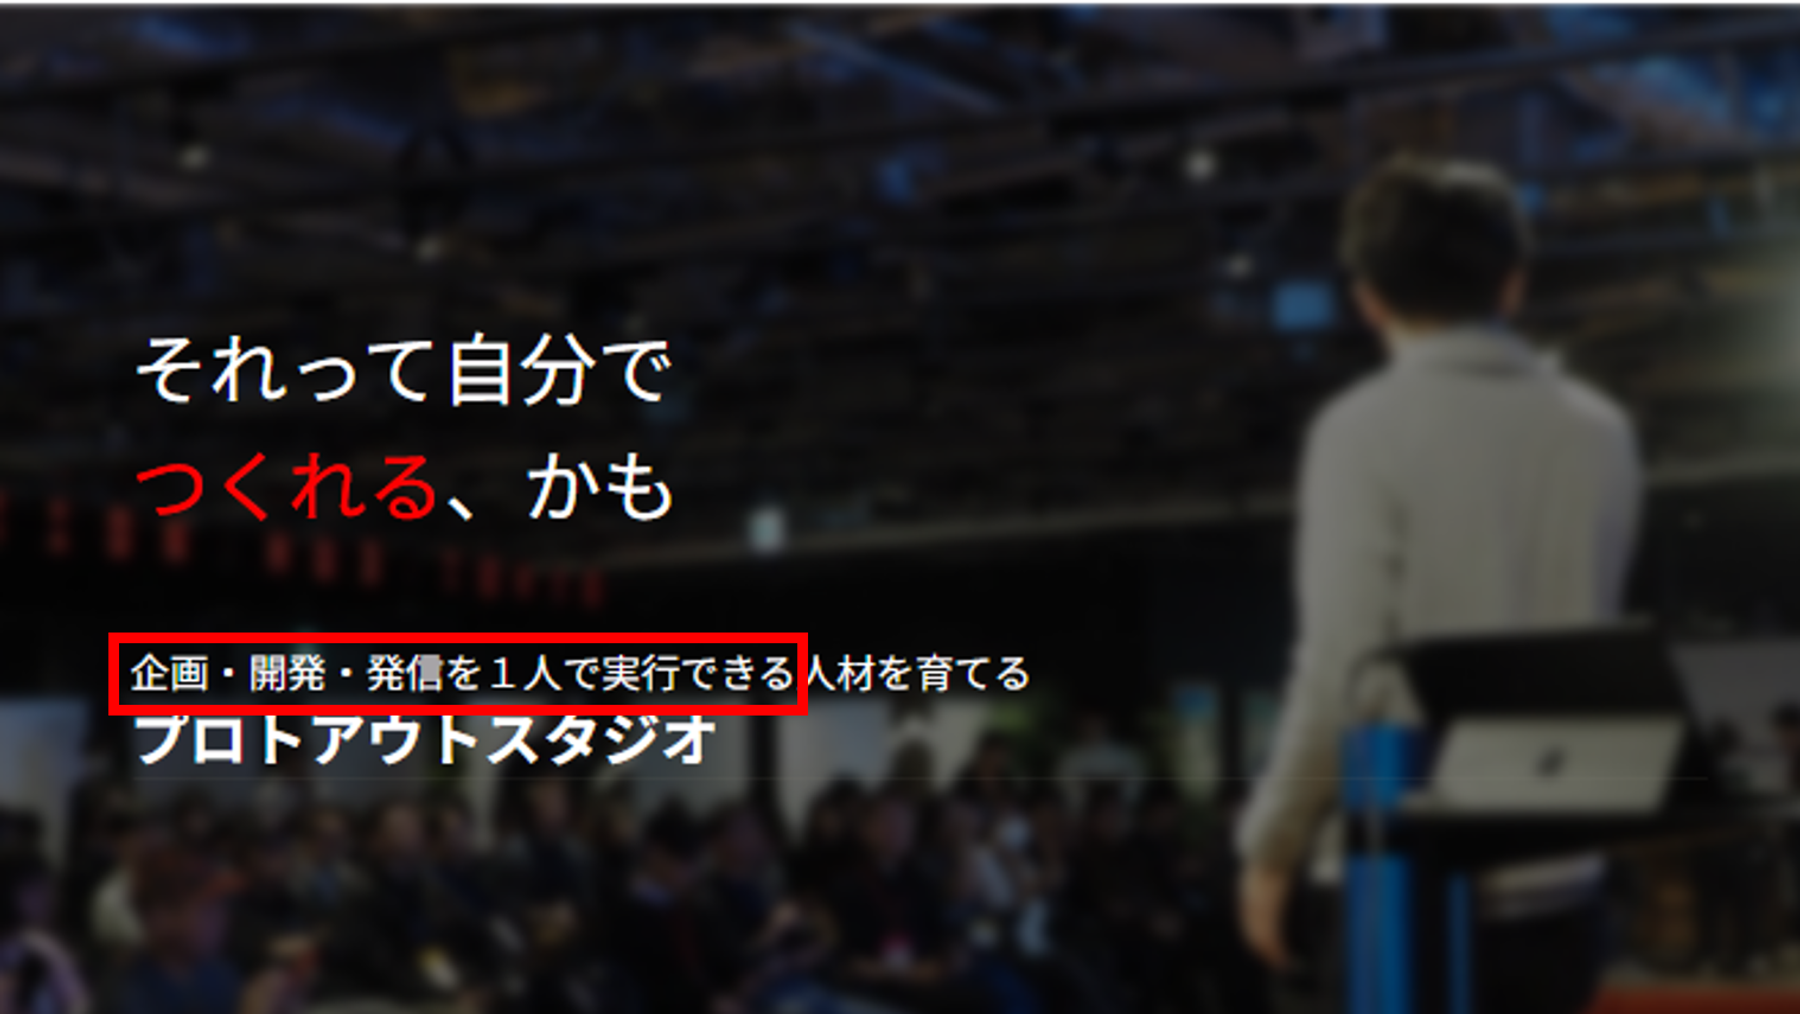 それって自分で
つくれる、かも
企画・開発・発信を１人で実行できる人材を育てる
プロトアウトスタジオ